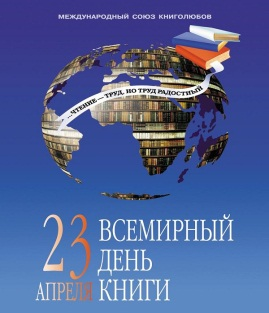 МЕЖДУНАРОДНЫЙ СОЮЗ КНИГОЛЮБОВ
...ЧТЕНИЕ — ТРУД, НО ТРУД РАДОСТНЫЙ
23 АПРЕЛЯ
ВСЕМИРНЫЙ
ДЕНЬ
КНИГИ